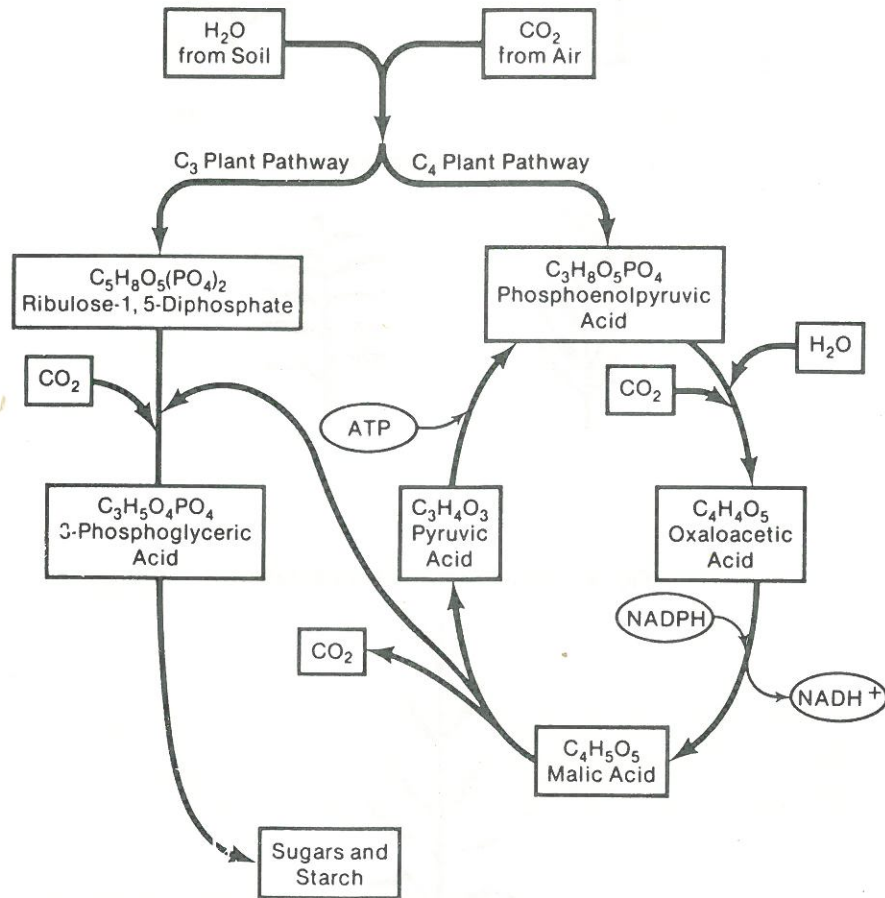 H₂O
from Soil
CO₂
from Air
C₃ Plant Pathway
C₄ Plant Pathway
C₅H₈O₅(PO₄)₂
Ribulose-1, 5-Diphosphate
C₃H₈O₅PO₄
Phosphoenolpyruvic
Acid
CO₂
CO₂
H₂O
ATP
C₃H₅O₄PO₄
3-Phosphoglyceric
Acid
C₃H₄O₃
Pyruvic
Acid
C₄H₄O₅
Oxaloacetic
Acid
NADPH
CO₂
NADH⁺
C₄H₅O₅
Malic Acid
Sugars and
Starch